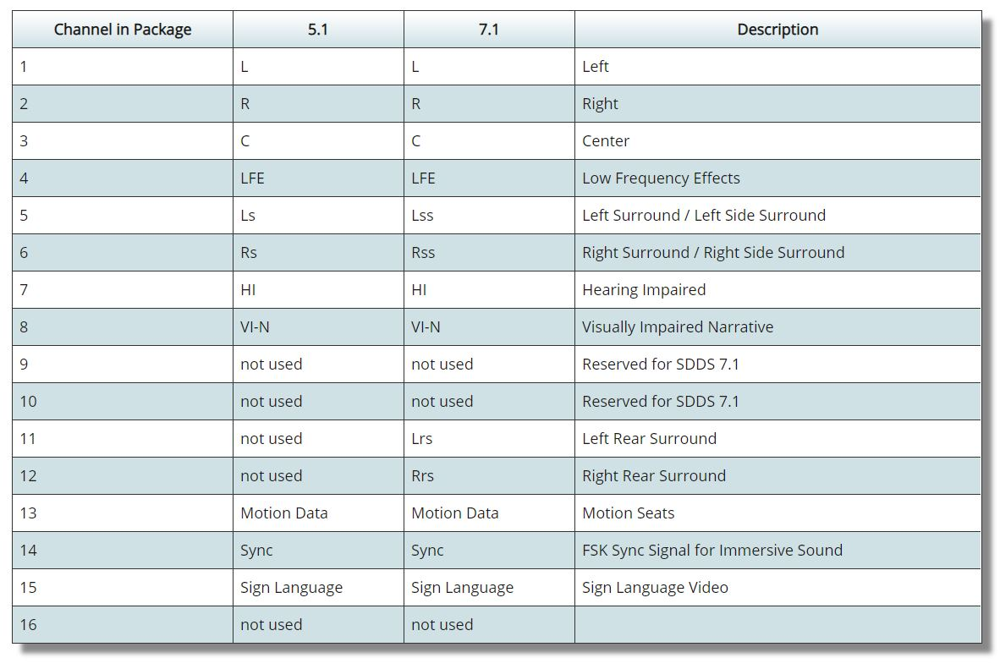 Channel in Package 5.1 7.1 Description
1 L L Left
2 R R Right
3 C C Center
4 LFE LFE Low Frequency Effects
5 Ls Lss Left Surround / Left Side Surround
6 Rs Rss Right Surround / Right Side Surround
7 HI HI Hearing Impaired
8 VI-N VI-N Visually Impaired Narrative
9 not used not used Reserved for SDDS 7.1
10 not used not used Reserved for SDDS 7.1
11 not used Lrs Left Rear Surround
12 not used Rrs Right Rear Surround
13 Motion Data Motion Data Motion Seats
14 Sync Sync FSK Sync Signal for Immersive Sound
15 Sign Language Sign Language Sign Language Video
16 not used not used